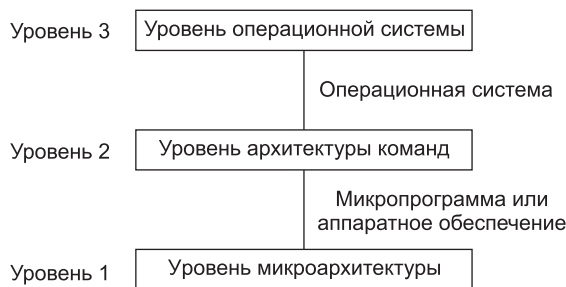 Уровень 3
Уровень операционной системы
Операционная система
Уровень 2
Уровень архитектуры команд
Микропрограмма или
аппаратное обеспечение
Уровень 1
Уровень микроархитектуры